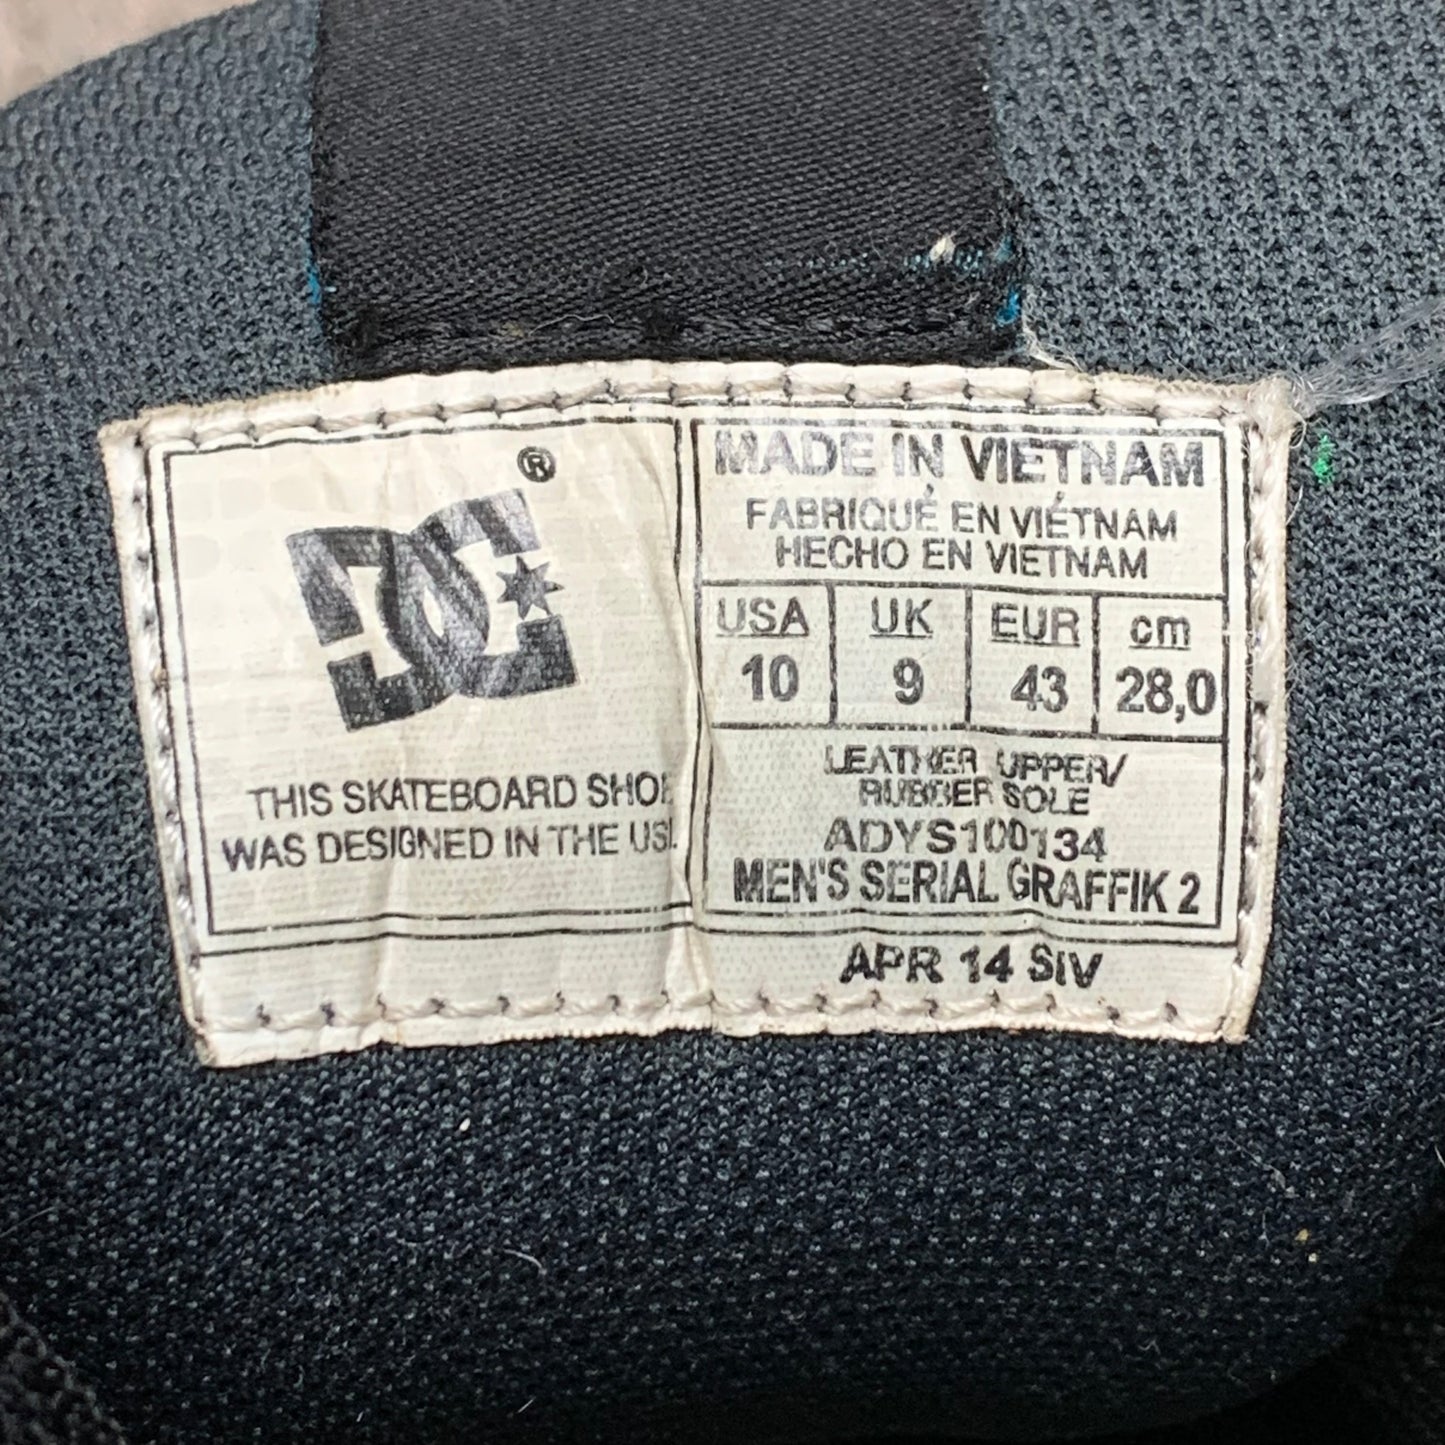 ®
DC
THIS SKATEBOARD SHOE
WAS DESIGNED IN THE US
MADE IN VIETNAM
FABRIQUÉ EN VIÉTNAM
HECHO EN VIETNAM
USA UK EUR cm
10 9 43 28,0
LEATHER UPPER/
RUBBER SOLE
ADYS100134
MEN'S SERIAL GRAFFIK 2
APR 14 SIV